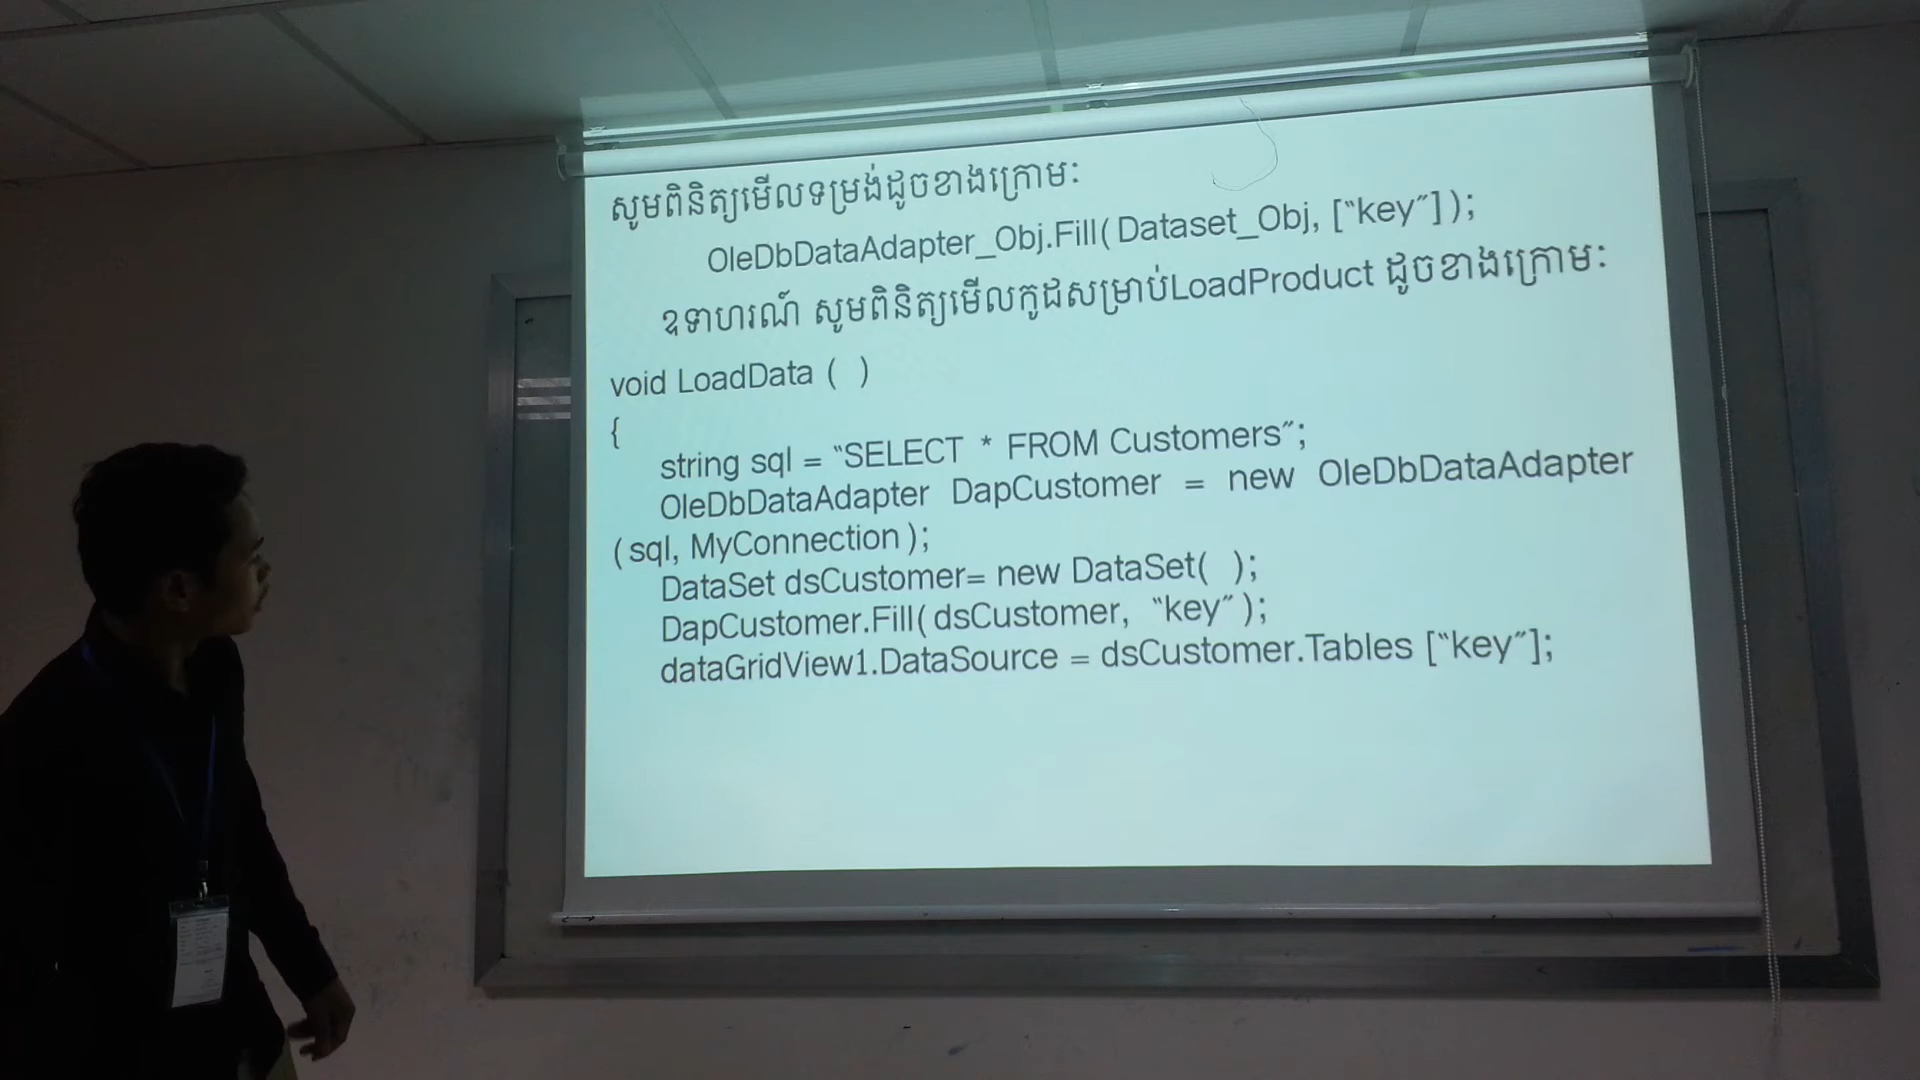 សូមពិនិត្យមើលទម្រង់ដូចខាងក្រោម:
OleDbDataAdapter_Obj.Fill( Dataset_Obj, [“key”] );
ឧទាហរណ៍ សូមពិនិត្យមើលកូដសម្រាប់LoadProduct ដូចខាងក្រោម:
void LoadData (  )
{
string sql = “SELECT * FROM Customers”;
OleDbDataAdapter DapCustomer = new OleDbDataAdapter
( sql, MyConnection );
DataSet dsCustomer= new DataSet(  );
DapCustomer.Fill( dsCustomer, “key” );
dataGridView1.DataSource = dsCustomer.Tables [“key”];